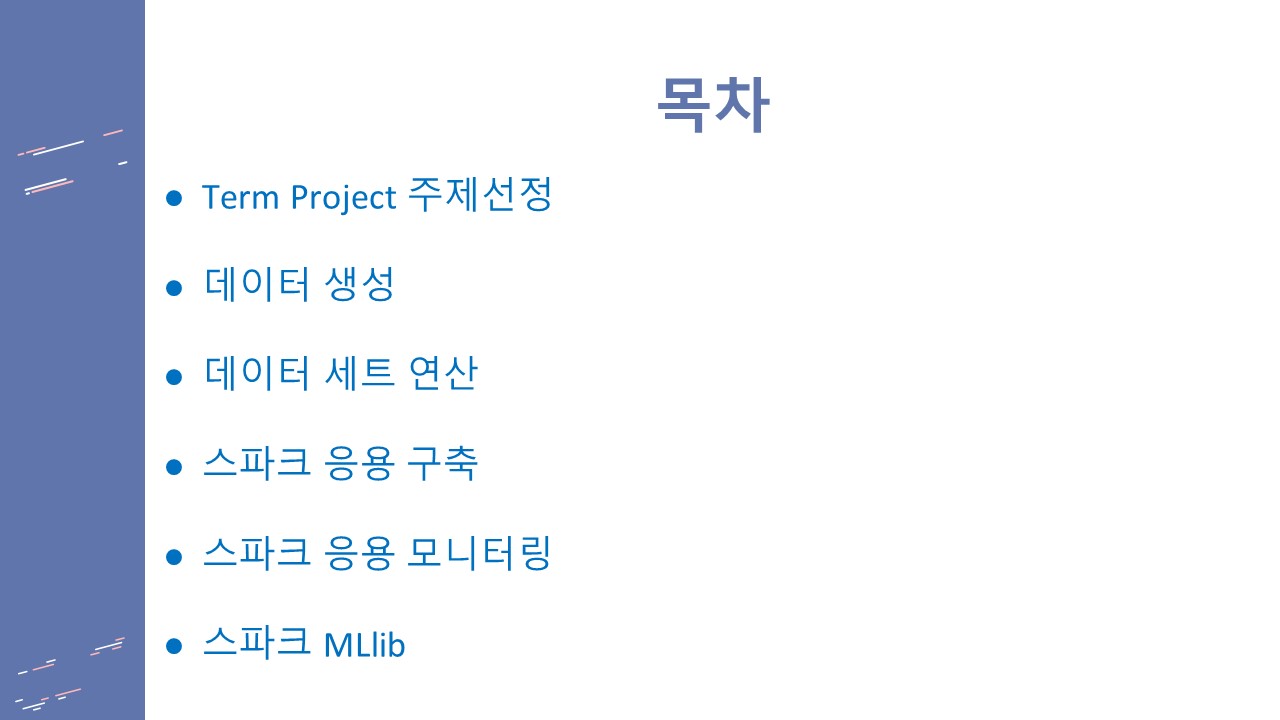 목차
● Term Project 주제선정
● 데이터 생성
● 데이터 세트 연산
● 스파크 응용 구축
● 스파크 응용 모니터링
● 스파크 MLlib